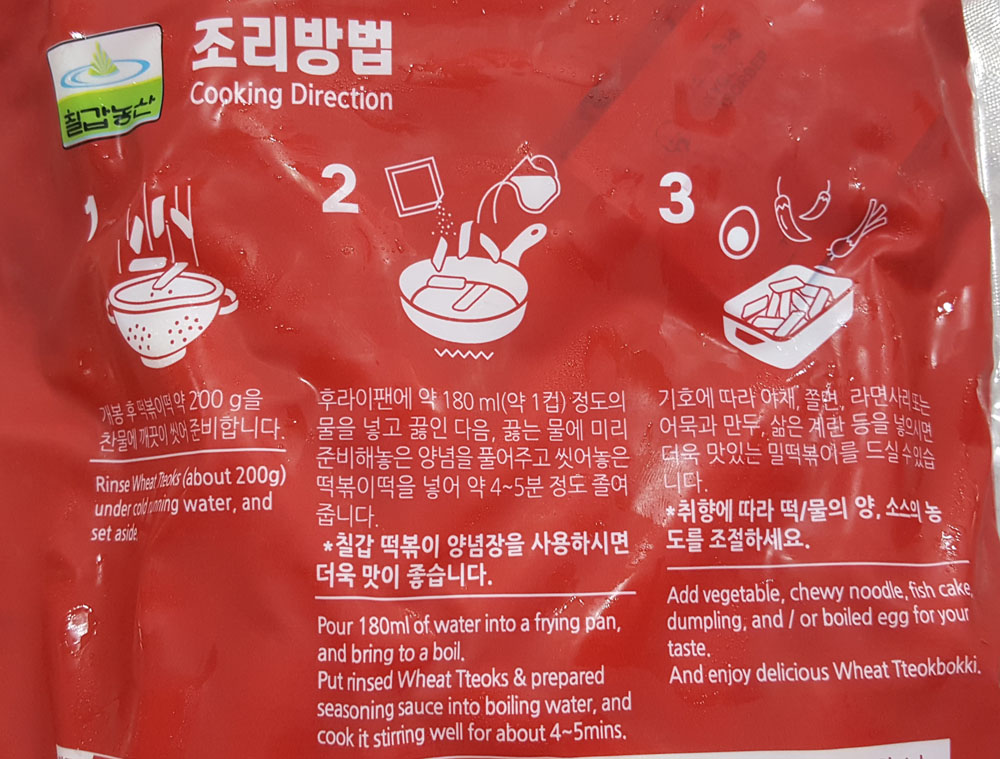 칠갑농산
조리방법
Cooking Direction
1
개봉 후 떡볶이떡 약 200 g을
찬물에 깨끗이 씻어 준비합니다.
Rinse Wheat Tteoks (about 200g)
under cold running water, and
set aside.
2
후라이팬에 약 180 ml(약 1컵) 정도의
물을 넣고 끓인 다음, 끓는 물에 미리
준비해놓은 양념을 풀어주고 씻어놓은
떡볶이떡을 넣어 약 4~5분 정도 졸여
줍니다.
*칠갑 떡볶이 양념장을 사용하시면
더욱 맛이 좋습니다.
Pour 180ml of water into a frying pan,
and bring to a boil.
Put rinsed Wheat Tteoks & prepared
seasoning sauce into boiling water, and
cook it stirring well for about 4~5mins.
3
기호에 따라 야채, 쫄면, 라면사리 또는
어묵과 만두, 삶은 계란 등을 넣으시면
더욱 맛있는 밀떡볶이를 드실 수 있습
니다.
*취향에 따라 떡/물의 양, 소스의 농
도를 조절하세요.
Add vegetable, chewy noodle, fish cake,
dumpling, and / or boiled egg for your
taste.
And enjoy delicious Wheat Tteokbokki.